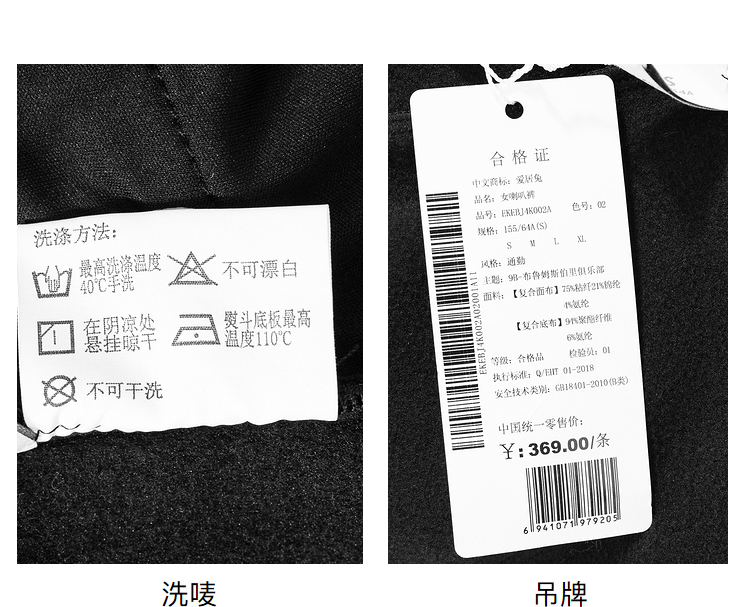 洗涤方法:
最高洗涤温度
40℃手洗
不可漂白
在阴凉处
悬挂晾干
熨斗底板最高
温度110℃
不可干洗
合格证
中文商标: 爱居兔
品名: 女喇叭裤
品号: EKEBJ4K002A 色号: 02
规格: 155/64A(S)
S M L XL
风格: 通勤
主题: 9B-布鲁姆斯伯里俱乐部
面料: 【复合面布】75%粘纤21%锦纶
4%氨纶
【复合底布】94%聚酯纤维
6%氨纶
等级: 合格品 检验员: 01
执行标准: Q/EHT 01-2018
安全技术类别: GB18401-2010(B类)
EKEBJ4K002A02001A11
中国统一零售价:
¥:369.00/条
6 941071 979205
洗唛
吊牌